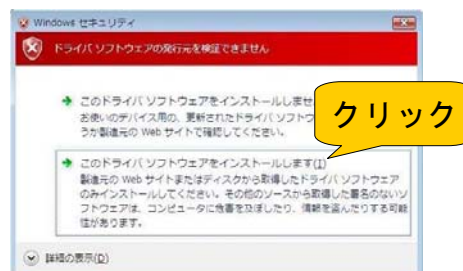 Windows セキュリティ
ドライバ ソフトウェアの発行元を検証できません
このドライバ ソフトウェアをインストールしませ
お使いのデバイス用の、更新されたドライバ ソフトウ
うか製造元の Web サイトで確認してください。
クリック
このドライバ ソフトウェアをインストールします(I)
製造元の Web サイトまたはディスクから取得したドライバ ソフトウェア
のみインストールしてください。その他のソースから取得した署名のないソ
フトウェアは、コンピュータに危害を及ぼしたり、情報を盗んだりする可能
性があります。
詳細の表示(D)